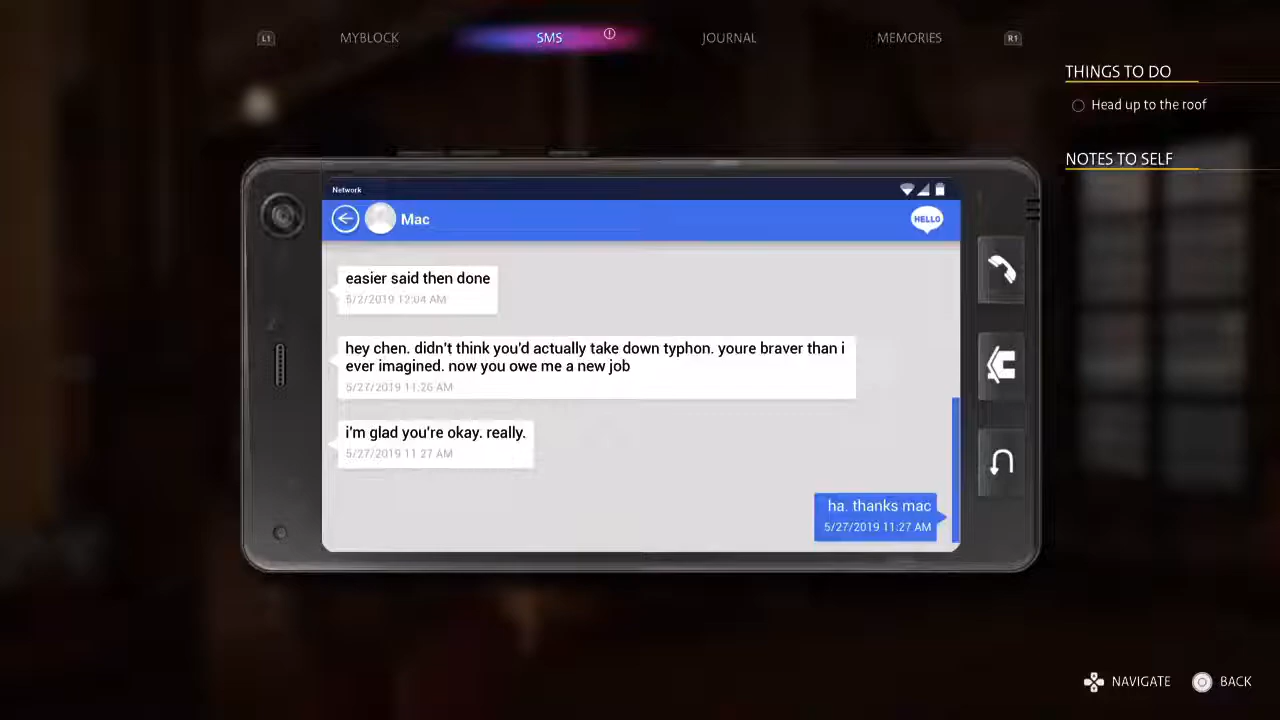 L1
MYBLOCK
SMS
JOURNAL
MEMORIES
R1
THINGS TO DO
Head up to the roof
NOTES TO SELF
Network
Mac
HELLO
easier said then done
5/2/2019 12:04 AM
hey chen. didn't think you'd actually take down typhon. youre braver than i
ever imagined. now you owe me a new job
5/27/2019 11:26 AM
i'm glad you're okay. really.
5/27/2019 11:27 AM
ha. thanks mac
5/27/2019 11:27 AM
NAVIGATE
BACK